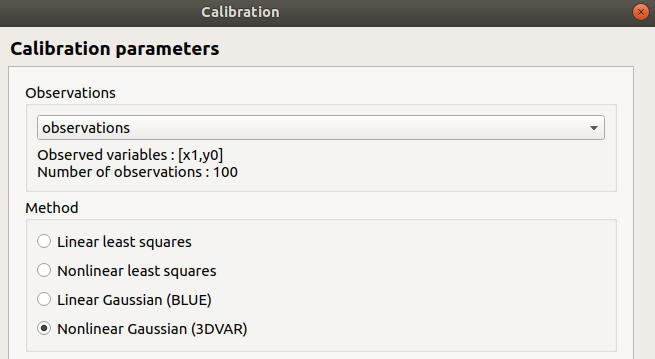 Calibration
Calibration parameters
Observations
observations
Observed variables : [x1,y0]
Number of observations : 100
Method
Linear least squares
Nonlinear least squares
Linear Gaussian (BLUE)
Nonlinear Gaussian (3DVAR)